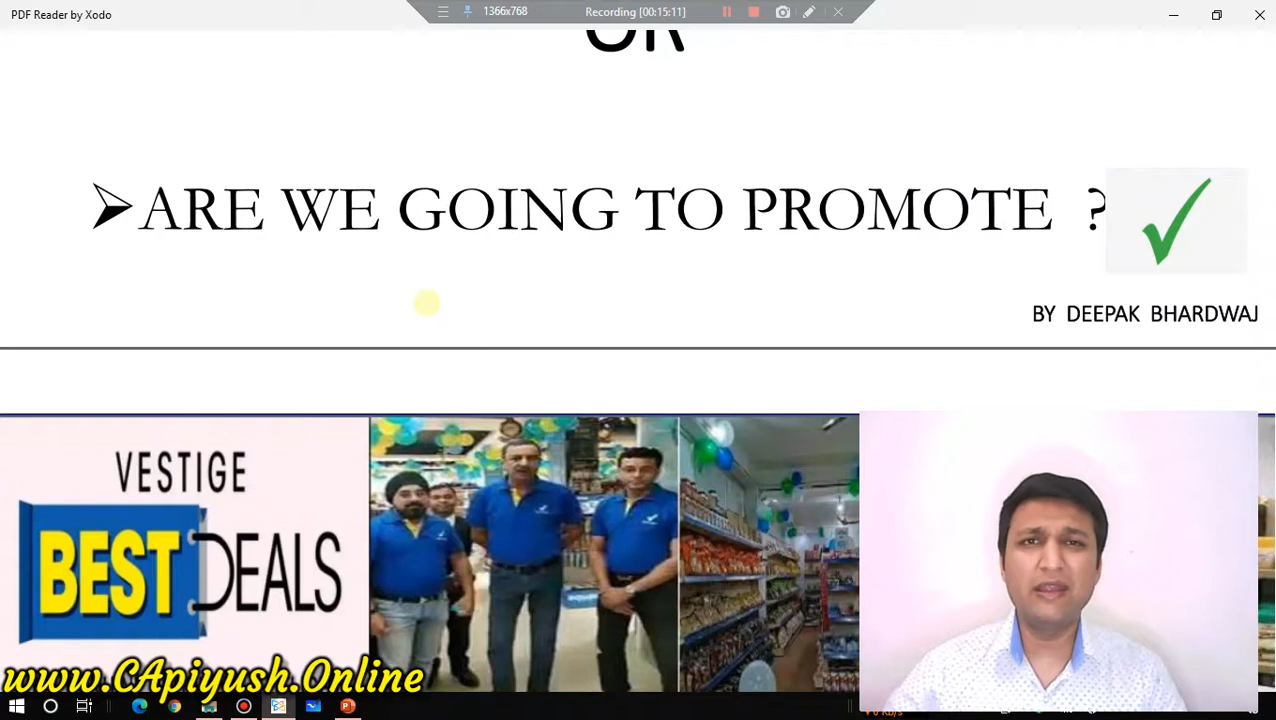 PDF Reader by Xodo
1366x768
Recording [00:15:11]
OR
➢ARE WE GOING TO PROMOTE ?
BY DEEPAK BHARDWAJ
VESTIGE
BEST DEALS
www.CApiyush.Online